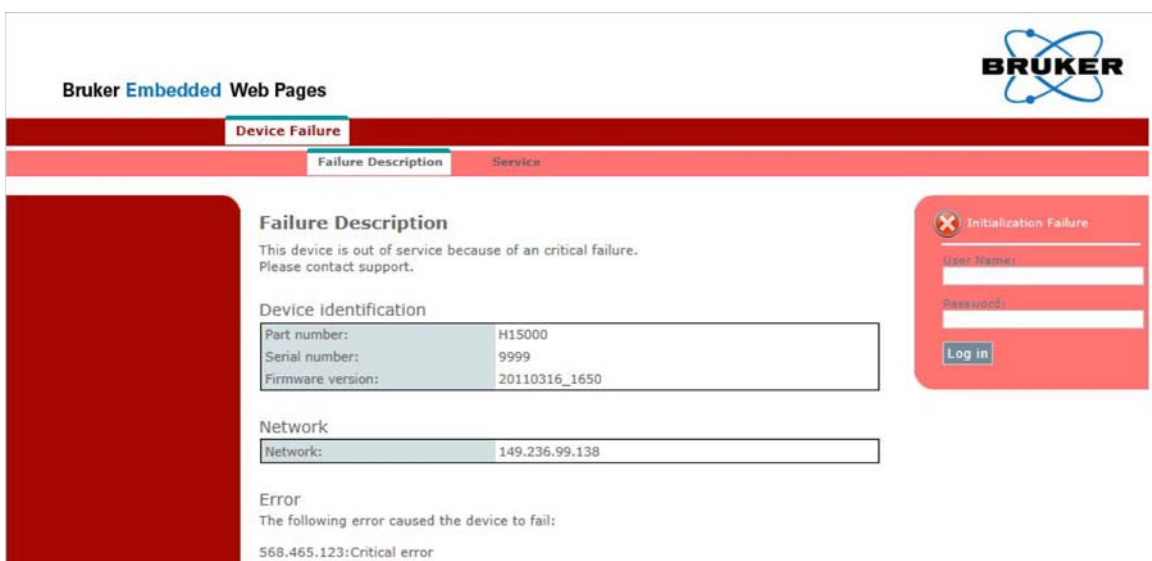 BRUKER
Bruker Embedded Web Pages
Device Failure
Failure Description
Service
Failure Description
This device is out of service because of an critical failure.
Please contact support.
Device identification
Part number: H15000
Serial number: 9999
Firmware version: 20110316_1650
Network
Network: 149.236.99.138
Error
The following error caused the device to fail:
568.465.123:Critical error
Initialization Failure
User Name:
Password:
Log in